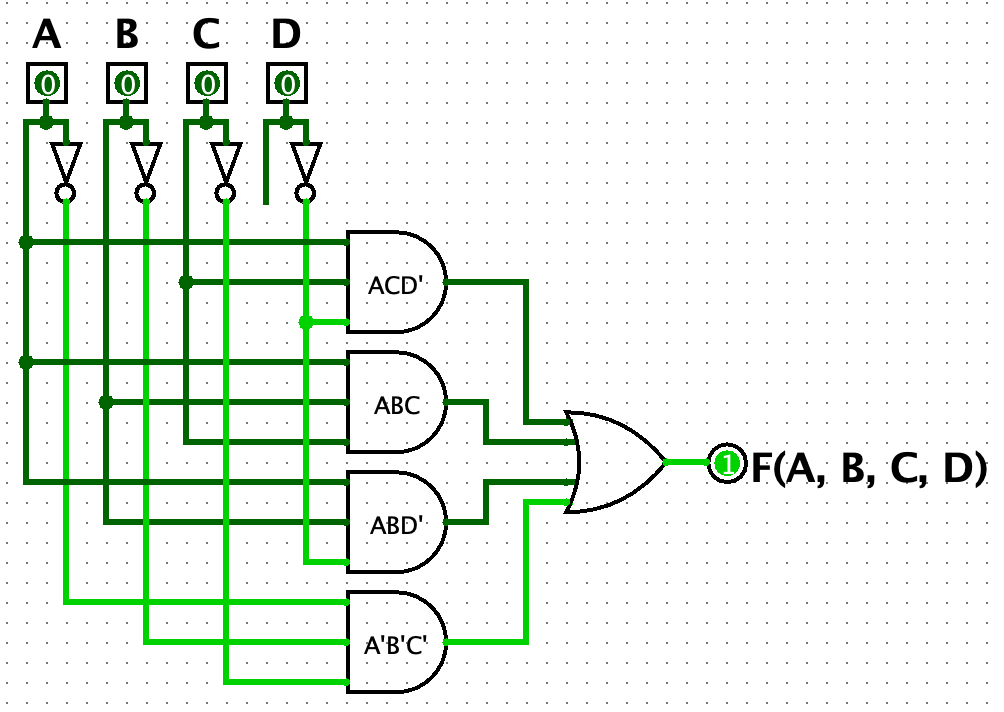 A B C D
0 0 0 0
ACD'
ABC
1 F(A, B, C, D)
ABD'
A'B'C'